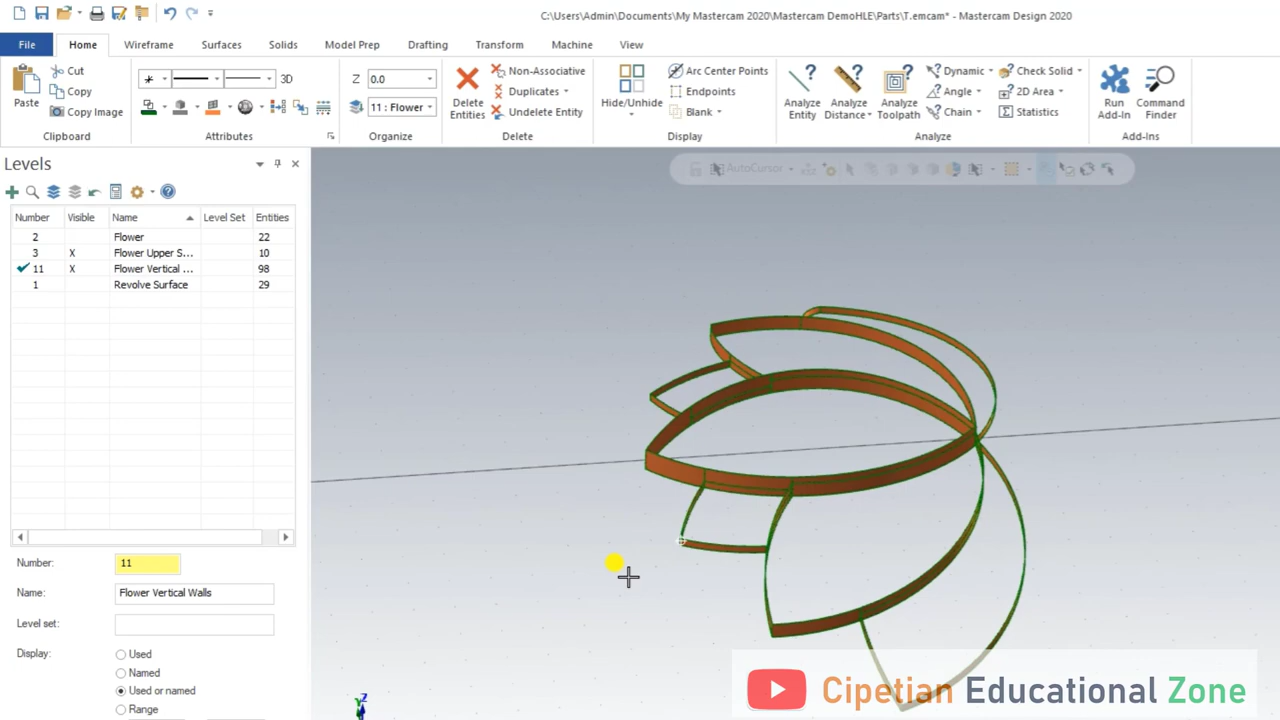 C:\Users\Admin\Documents\My Mastercam 2020\Mastercam DemoHLE\Parts\T.emcam* - Mastercam Design 2020
File Home Wireframe Surfaces Solids Model Prep Drafting Transform Art Machine View
Paste
Cut
Copy
Copy Image
Clipboard
3D
Attributes
Z 0.0
11 : Flower
Organize
Delete Entities
Non-Associative
Duplicates
Undelete Entity
Delete
Hide/Unhide
Arc Center Points
Endpoints
Blank
Display
Analyze Entity
Analyze Distance
Analyze Toolpath
Dynamic
Angle
Chain
Check Solid
2D Area
Statistics
Analyze
Run Add-In
Command Finder
Add-Ins
AutoCursor
Levels
Number Visible Name Level Set Entities
2 Flower 22
3 X Flower Upper S... 10
11 X Flower Vertical ... 98
1 Revolve Surface 29
Number: 11
Name: Flower Vertical Walls
Level set:
Display: Used
Named
Used or named
Range
Z
Cipetian Educational Zone